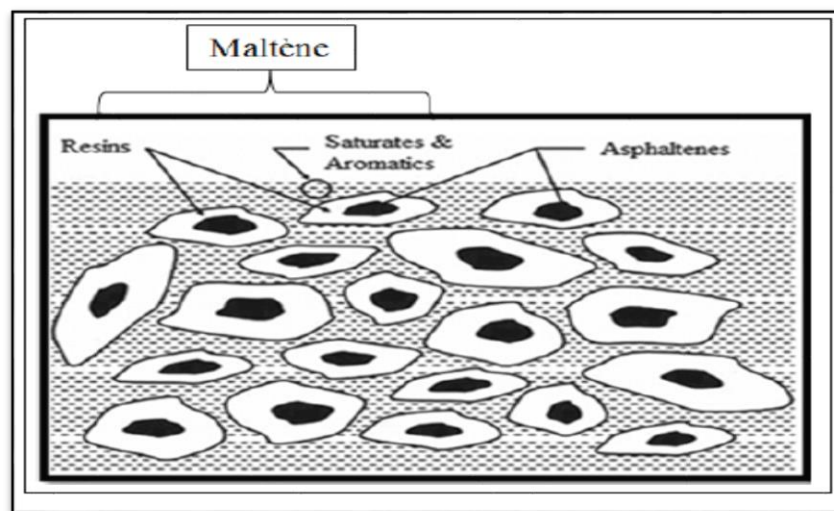 Maltène
Resins
Saturates &
Aromatics
Asphaltenes